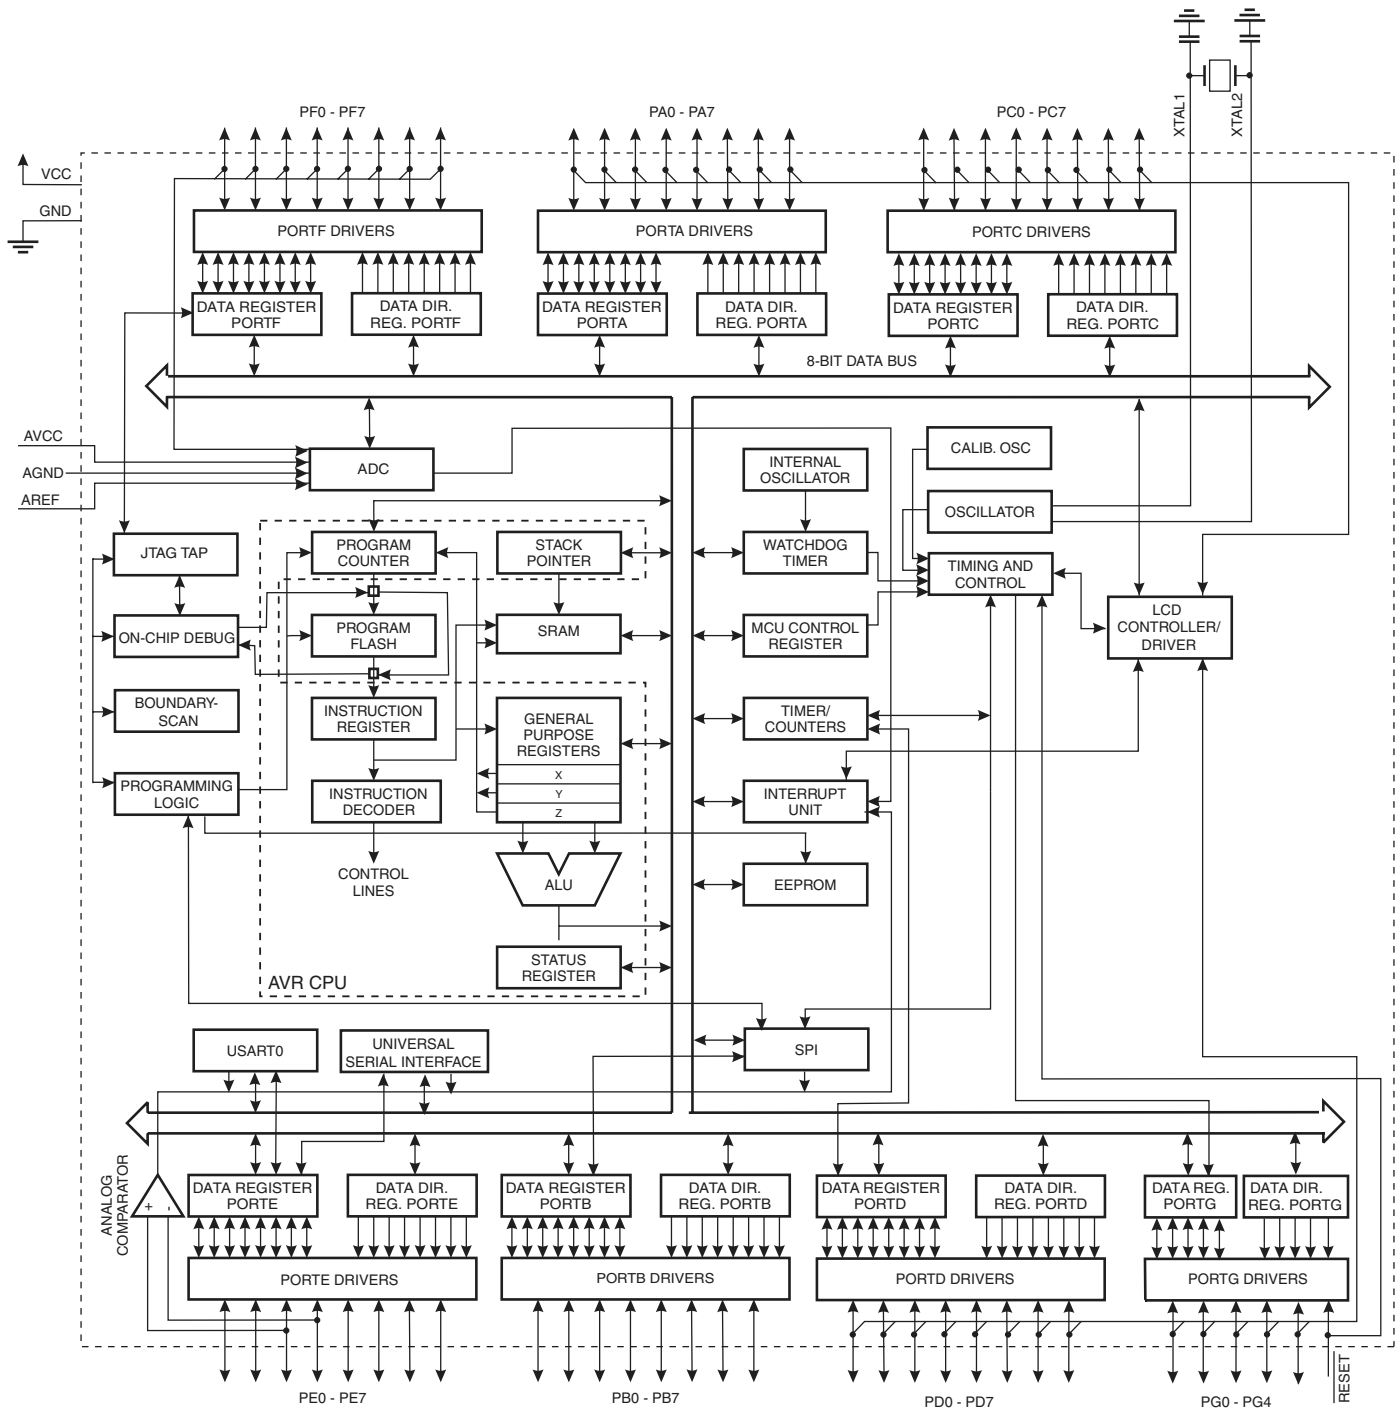 XTAL1
XTAL2
PF0 - PF7
PA0 - PA7
PC0 - PC7
VCC
GND
PORTF DRIVERS
PORTA DRIVERS
PORTC DRIVERS
DATA REGISTER
PORTF
DATA DIR.
REG. PORTF
DATA REGISTER
PORTA
DATA DIR.
REG. PORTA
DATA REGISTER
PORTC
DATA DIR.
REG. PORTC
8-BIT DATA BUS
AVCC
AGND
AREF
ADC
INTERNAL
OSCILLATOR
CALIB. OSC
OSCILLATOR
JTAG TAP
PROGRAM
COUNTER
STACK
POINTER
WATCHDOG
TIMER
TIMING AND
CONTROL
ON-CHIP DEBUG
PROGRAM
FLASH
SRAM
MCU CONTROL
REGISTER
LCD
CONTROLLER/
DRIVER
BOUNDARY-
SCAN
INSTRUCTION
REGISTER
GENERAL
PURPOSE
REGISTERS
X
Y
Z
TIMER/
COUNTERS
PROGRAMMING
LOGIC
INSTRUCTION
DECODER
INTERRUPT
UNIT
CONTROL
LINES
ALU
EEPROM
STATUS
REGISTER
AVR CPU
USART0
UNIVERSAL
SERIAL INTERFACE
SPI
ANALOG
COMPARATOR
+
-
DATA REGISTER
PORTE
DATA DIR.
REG. PORTE
DATA REGISTER
PORTB
DATA DIR.
REG. PORTB
DATA REGISTER
PORTD
DATA DIR.
REG. PORTD
DATA REG.
PORTG
DATA DIR.
REG. PORTG
PORTE DRIVERS
PORTB DRIVERS
PORTD DRIVERS
PORTG DRIVERS
PE0 - PE7
PB0 - PB7
PD0 - PD7
PG0 - PG4
RESET